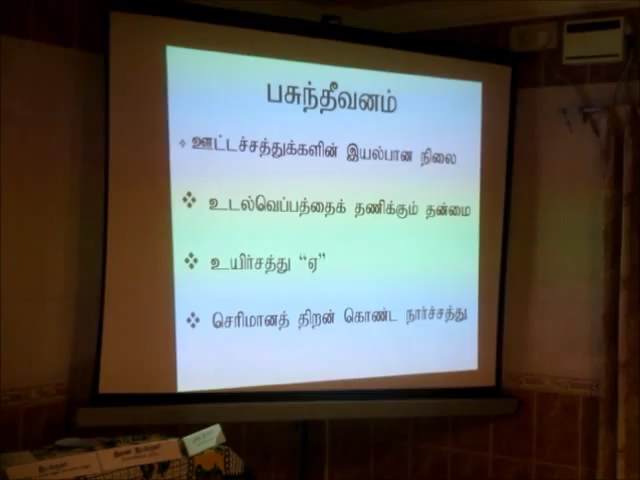 பசுந்தீவனம்
ஊட்டச்சத்துக்களின் இயல்பான நிலை
உடல்வெப்பத்தைக் தணிக்கும் தன்மை
உயிர்சத்து “ஏ”
செரிமானத் திறன் கொண்ட நார்ச்சத்து